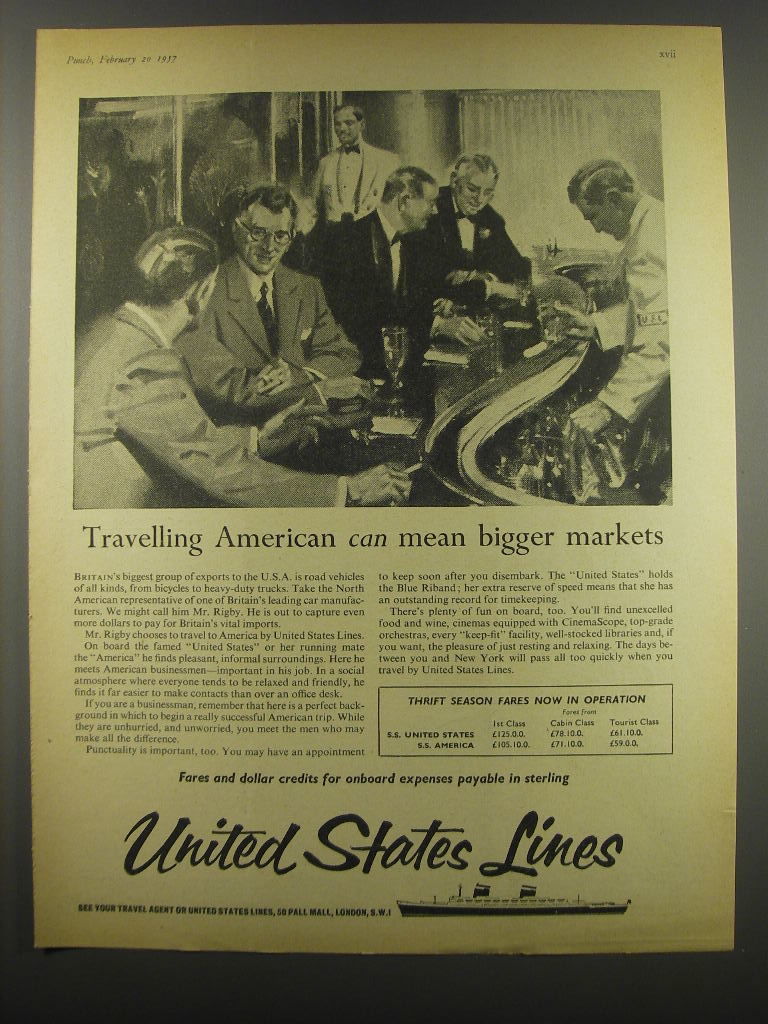 Punch, February 20 1957
xvii
U.S.L.
Travelling American can mean bigger markets
BRITAIN'S biggest group of exports to the U.S.A. is road vehicles
of all kinds, from bicycles to heavy-duty trucks. Take the North
American representative of one of Britain's leading car manufac-
turers. We might call him Mr. Rigby. He is out to capture even
more dollars to pay for Britain's vital imports.
Mr. Rigby chooses to travel to America by United States Lines.
On board the famed "United States" or her running mate
the "America" he finds pleasant, informal surroundings. Here he
meets American businessmen—important in his job. In a social
atmosphere where everyone tends to be relaxed and friendly, he
finds it far easier to make contacts than over an office desk.
If you are a businessman, remember that here is a perfect back-
ground in which to begin a really successful American trip. While
they are unhurried, and unworried, you meet the men who may
make all the difference.
Punctuality is important, too. You may have an appointment
to keep soon after you disembark. The "United States" holds
the Blue Riband; her extra reserve of speed means that she has
an outstanding record for timekeeping.
There's plenty of fun on board, too. You'll find unexcelled
food and wine, cinemas equipped with CinemaScope, top-grade
orchestras, every "keep-fit" facility, well-stocked libraries and, if
you want, the pleasure of just resting and relaxing. The days be-
tween you and New York will pass all too quickly when you
travel by United States Lines.
THRIFT SEASON FARES NOW IN OPERATION
Fares from
1st Class Cabin Class Tourist Class
S.S. UNITED STATES £125.0.0. £78.10.0. £61.10.0.
S.S. AMERICA £105.10.0. £71.10.0. £59.0.0.
Fares and dollar credits for onboard expenses payable in sterling
United States Lines
SEE YOUR TRAVEL AGENT OR UNITED STATES LINES, 50 PALL MALL, LONDON, S.W.1